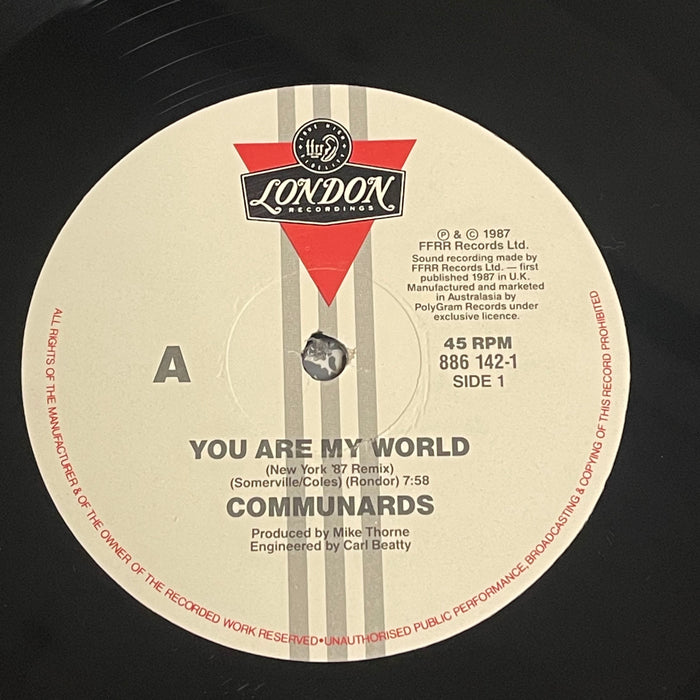 TRUE HIGH
ffrr
FIDELITY
LONDON
RECORDINGS
Ⓟ & © 1987
FFRR Records Ltd.
Sound recording made by
FFRR Records Ltd. — first
published 1987 in U.K.
Manufactured and marketed
in Australasia by
PolyGram Records under
exclusive licence.
A
45 RPM
886 142-1
SIDE 1
YOU ARE MY WORLD
(New York '87 Remix)
(Somerville/Coles) (Rondor) 7:58
COMMUNARDS
Produced by Mike Thorne
Engineered by Carl Beatty
ALL RIGHTS OF THE MANUFACTURER & OF THE OWNER OF THE RECORDED WORK RESERVED•UNAUTHORISED PUBLIC PERFORMANCE, BROADCASTING & COPYING OF THIS RECORD PROHIBITED